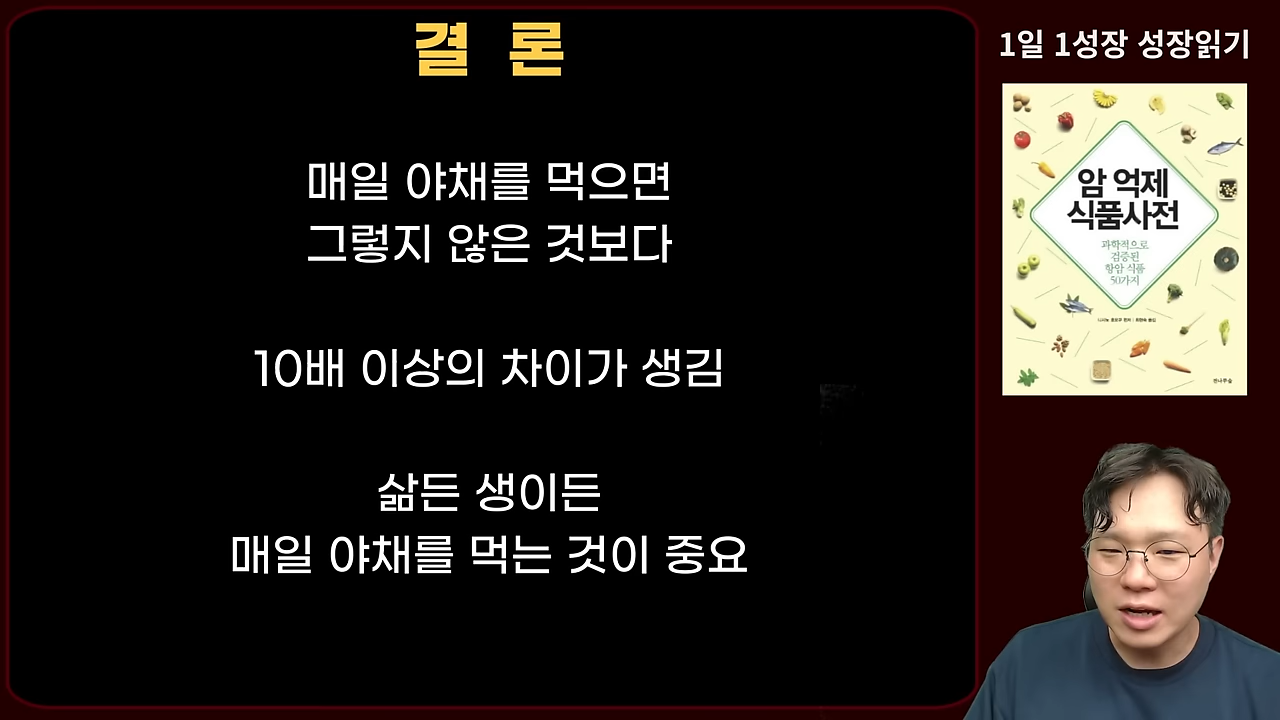 결 론
매일 야채를 먹으면
그렇지 않은 것보다
10배 이상의 차이가 생김
삶든 생이든
매일 야채를 먹는 것이 중요
1일 1성장 성장읽기
암 억제
식품사전
과학적으로
검증된
항암 식품
50가지